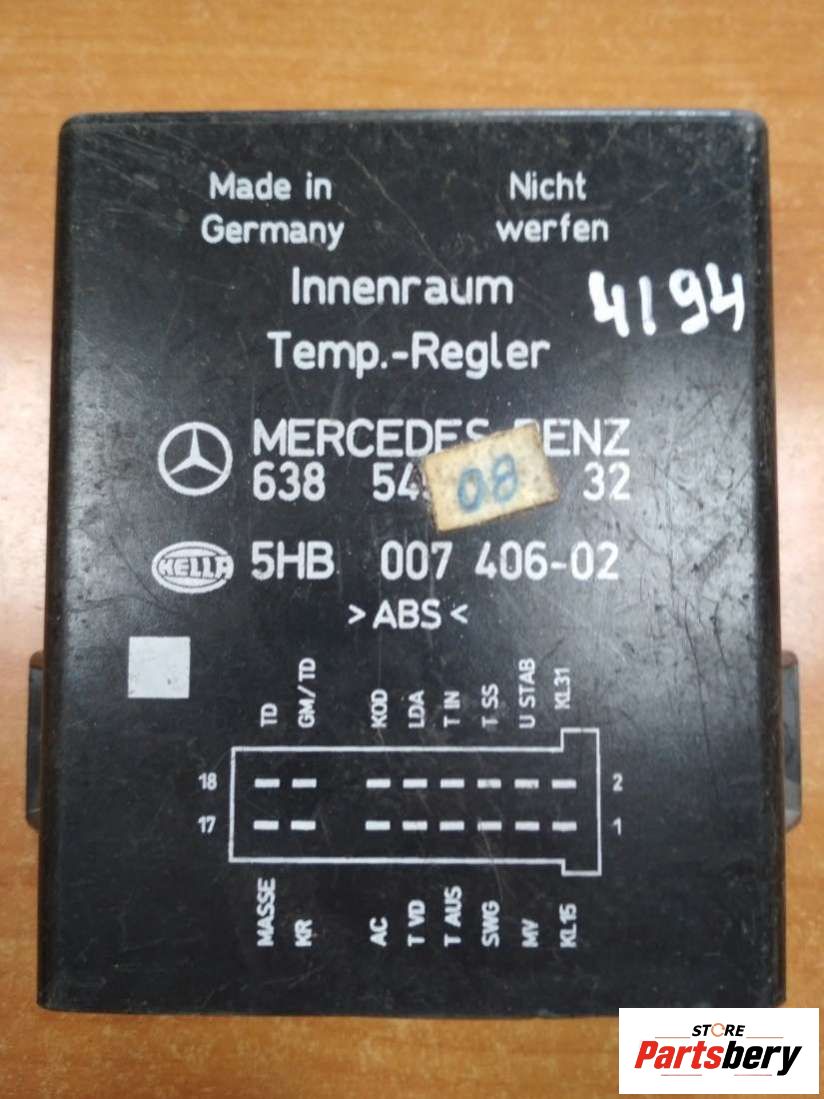 Made in Nicht
Germany werfen
Innenraum 4194
Temp.-Regler
MERCEDES BENZ
638 08 32
HELLA 5HB 007 406-02
>ABS<
TD GM/TD KOD LDA T IN T SS U STAB KL31
18 2
17 1
MASSE KR AC T VD T AUS SWG MV KL15
STORE
Partsbery